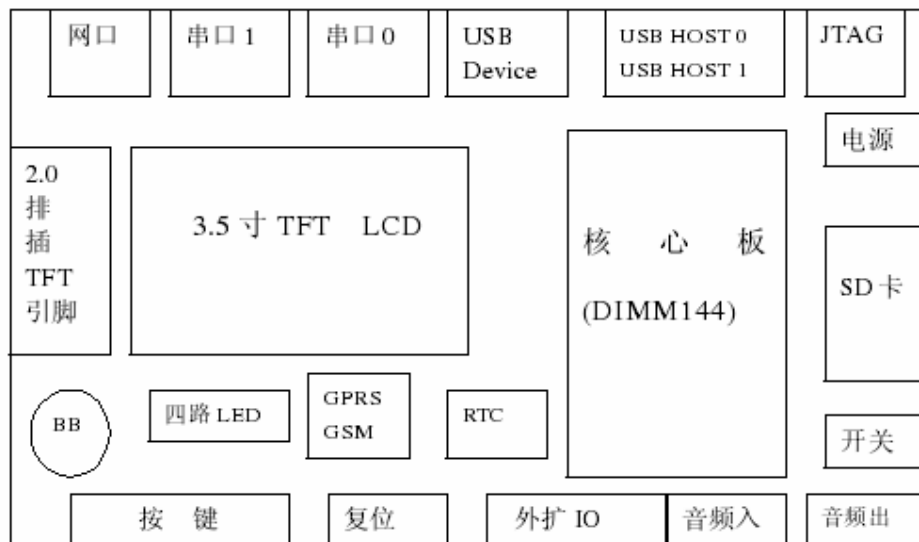 网口
串口 1
串口 0
USB
Device
USB HOST 0
USB HOST 1
JTAG
电源
2.0
排
插
TFT
引脚
3.5 寸 TFT LCD
核 心 板
(DIMM144)
SD 卡
BB
四路 LED
GPRS
GSM
RTC
开关
按 键
复位
外扩 IO
音频入
音频出